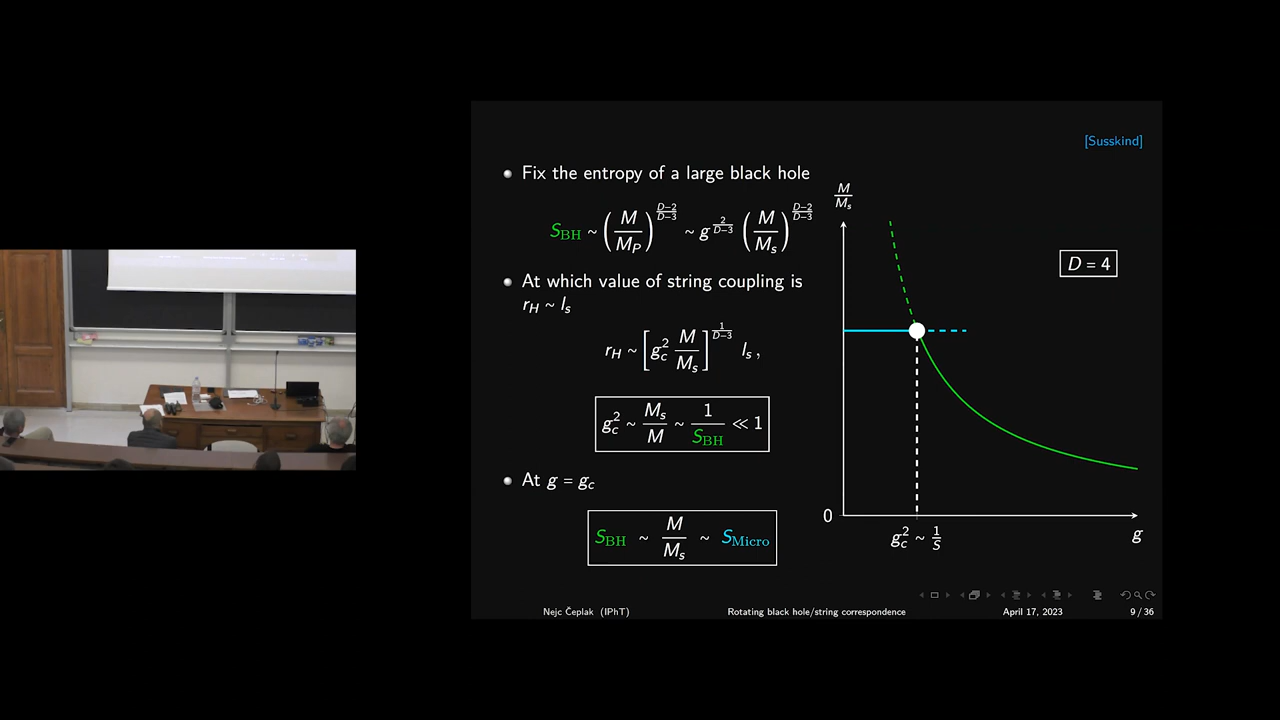 [Susskind]
Fix the entropy of a large black hole
S_BH ~ (M/M_P)^{D−2/D−3} ~ g^{2/D−3} (M/M_s)^{D−2/D−3}
At which value of string coupling is
r_H ~ l_s
r_H ~ [g_c^2 M/M_s]^{1/D−3} l_s ,
g_c^2 ~ M_s/M ~ 1/S_BH ≪ 1
At g = g_c
S_BH ~ M/M_s ~ S_Micro
M/M_s
D = 4
0
g_c^2 ~ 1/S
g
Nejc Čeplak (IPhT) Rotating black hole/string correspondence April 17, 2023 9 / 36